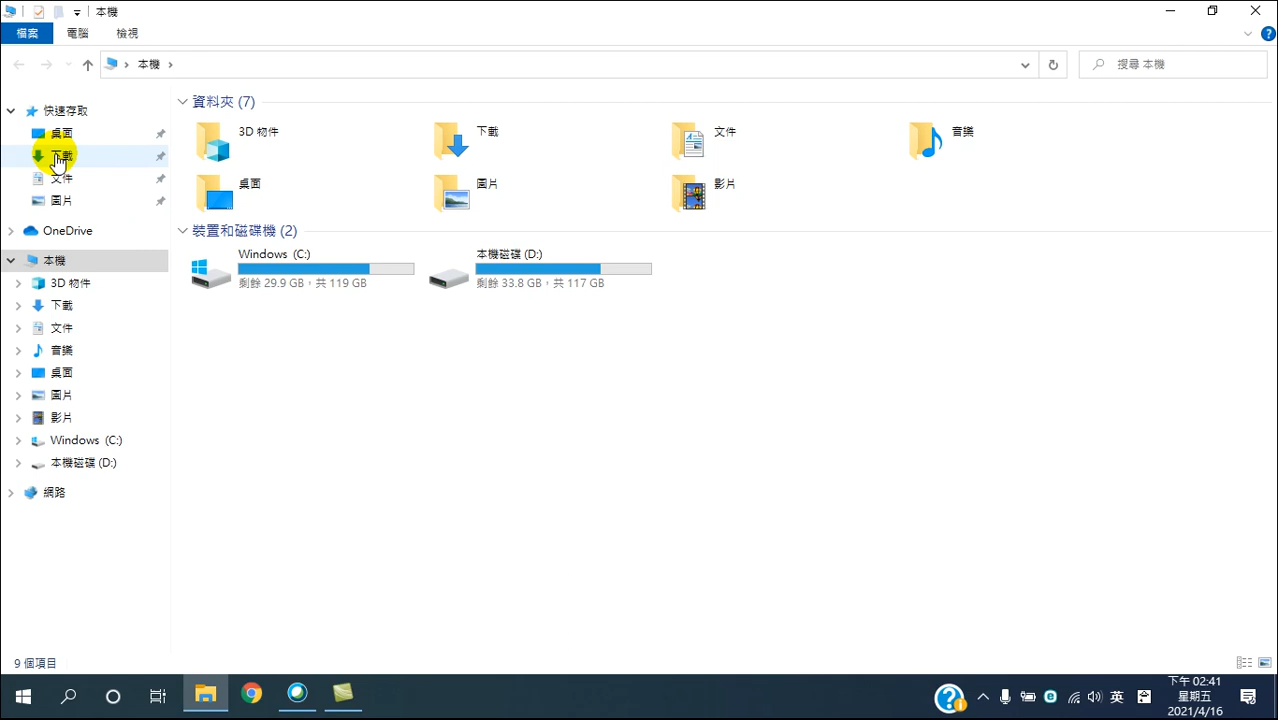 本機
檔案 電腦 檢視
本機
搜尋 本機
快速存取
桌面
下載
文件
圖片
OneDrive
本機
3D 物件
下載
文件
音樂
桌面
圖片
影片
Windows (C:)
本機磁碟 (D:)
網路
資料夾 (7)
3D 物件
下載
文件
音樂
桌面
圖片
影片
裝置和磁碟機 (2)
Windows (C:)
剩餘 29.9 GB，共 119 GB
本機磁碟 (D:)
剩餘 33.8 GB，共 117 GB
9 個項目
英
下午 02:41
星期五
2021/4/16